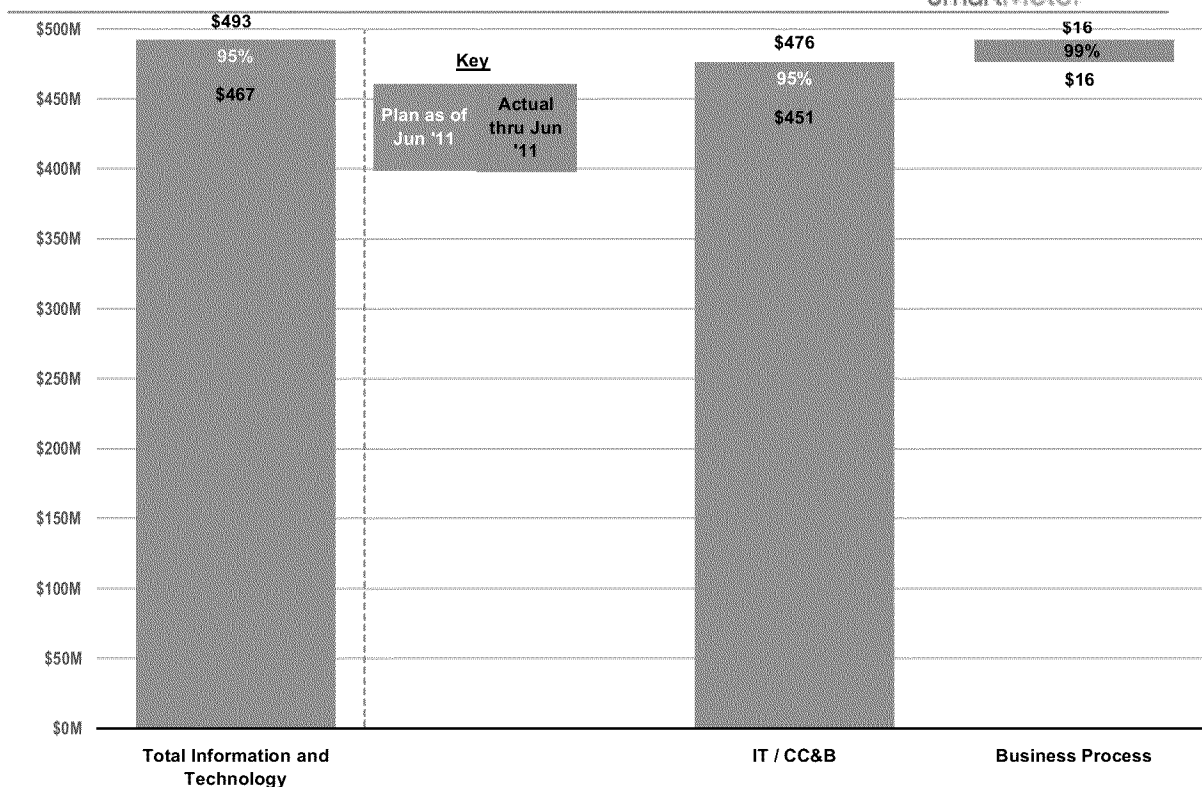 $500M
$450M
$400M
$350M
$300M
$250M
$200M
$150M
$100M
$50M
$0M
$493
95%
$467
Key
Plan as of
Jun '11
Actual
thru Jun
'11
$476
95%
$451
$16
99%
$16
Total Information and
Technology
IT / CC&B
Business Process